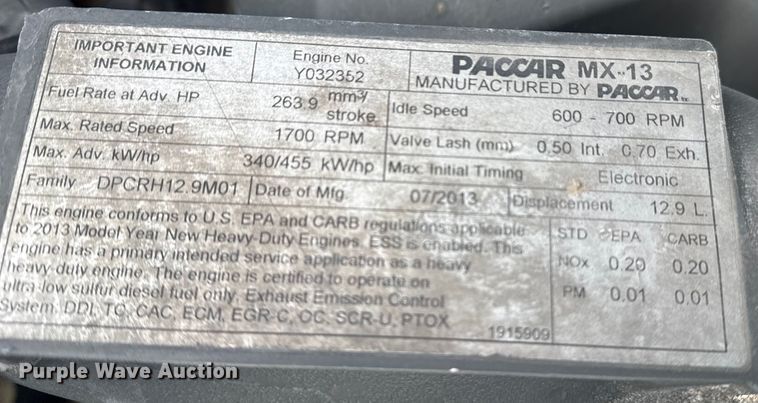 IMPORTANT ENGINE INFORMATION
Engine No. Y032352
PACCAR MX-13
MANUFACTURED BY PACCAR
Fuel Rate at Adv. HP 263.9 mm3/stroke
Idle Speed 600 - 700 RPM
Max. Rated Speed 1700 RPM
Valve Lash (mm) 0.50 Int. 0.70 Exh.
Max. Adv. kW/hp 340/455 kW/hp
Max. Initial Timing Electronic
Family DPCRH12.9M01
Date of Mfg 07/2013
Displacement 12.9 L.
This engine conforms to U.S. EPA and CARB regulations applicable
to 2013 Model Year New Heavy-Duty Engines. ESS is enabled. This
engine has a primary intended service application as a heavy
heavy duty engine. The engine is certified to operate on
ultra-low sulfur diesel fuel only. Exhaust Emission Control
System: DDI, TC, CAC, ECM, EGR-C, OC, SCR-U, PTOX
1915909
STD EPA CARB
NOx 0.20 0.20
PM 0.01 0.01
Purple Wave Auction